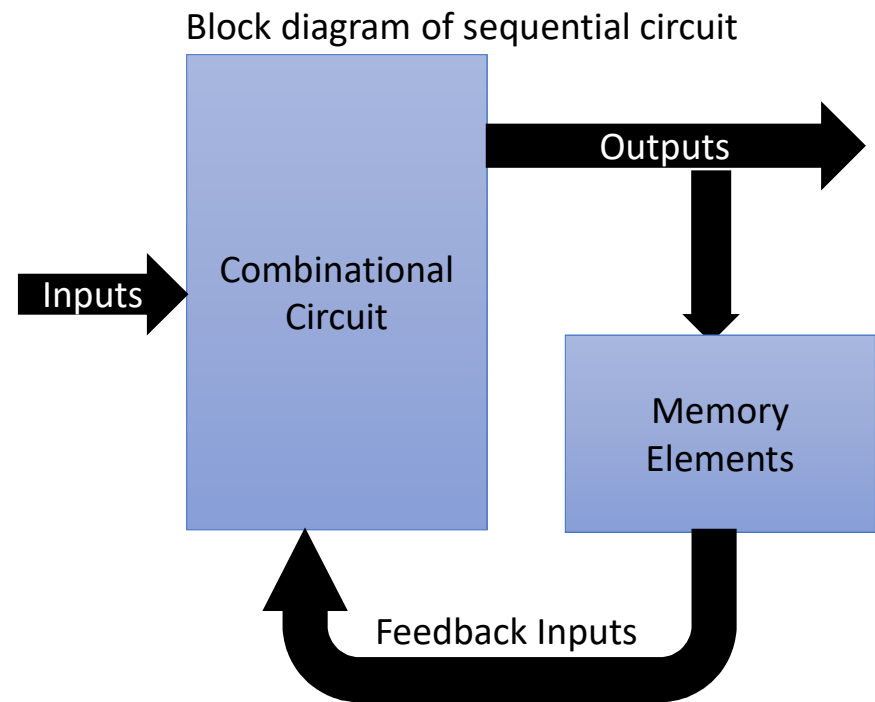 Block diagram of sequential circuit
Outputs
Combinational
Circuit
Inputs
Memory
Elements
Feedback Inputs